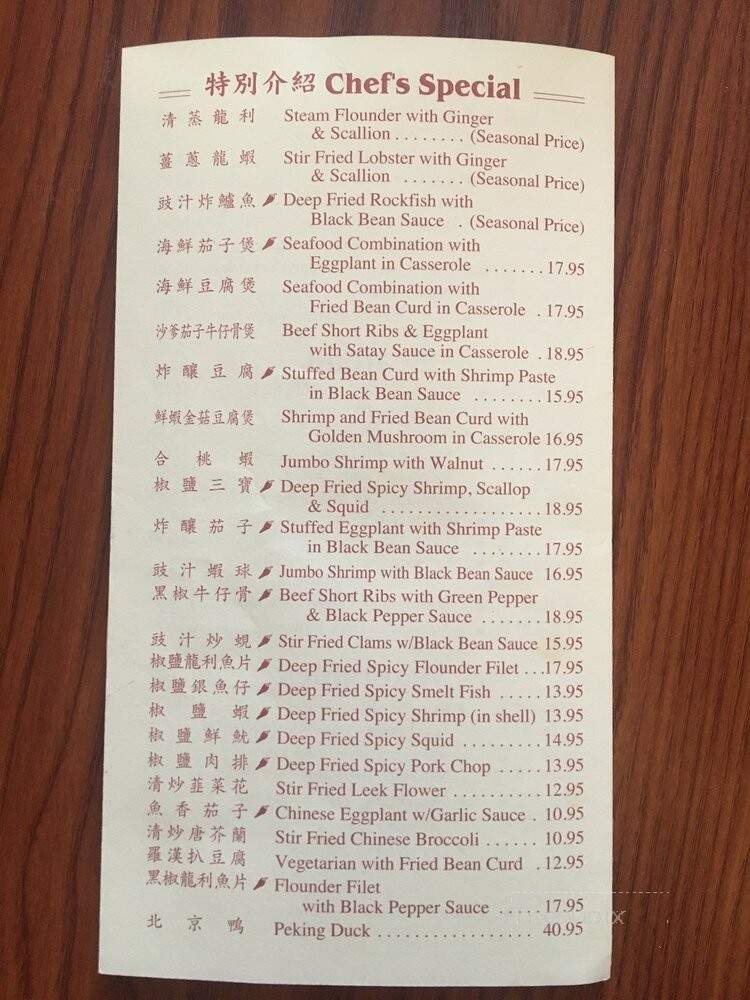 特別介紹 Chef's Special
清蒸龍利 Steam Flounder with Ginger
& Scallion ........ (Seasonal Price)
薑蔥龍蝦 Stir Fried Lobster with Ginger
& Scallion ....... (Seasonal Price)
豉汁炸鱸魚 Deep Fried Rockfish with
Black Bean Sauce . (Seasonal Price)
海鮮茄子煲 Seafood Combination with
Eggplant in Casserole ....... 17.95
海鮮豆腐煲 Seafood Combination with
Fried Bean Curd in Casserole . 17.95
沙爹茄子牛仔骨煲 Beef Short Ribs & Eggplant
with Satay Sauce in Casserole . 18.95
炸釀豆腐 Stuffed Bean Curd with Shrimp Paste
in Black Bean Sauce ........ 15.95
鮮蝦金菇豆腐煲 Shrimp and Fried Bean Curd with
Golden Mushroom in Casserole 16.95
合桃蝦 Jumbo Shrimp with Walnut ...... 17.95
椒鹽三寶 Deep Fried Spicy Shrimp, Scallop
& Squid .................. 18.95
炸釀茄子 Stuffed Eggplant with Shrimp Paste
in Black Bean Sauce ........ 17.95
豉汁蝦球 Jumbo Shrimp with Black Bean Sauce 16.95
黑椒牛仔骨 Beef Short Ribs with Green Pepper
& Black Pepper Sauce ....... 18.95
豉汁炒蜆 Stir Fried Clams w/Black Bean Sauce 15.95
椒鹽龍利魚片 Deep Fried Spicy Flounder Filet ... 17.95
椒鹽銀魚仔 Deep Fried Spicy Smelt Fish ..... 13.95
椒鹽蝦 Deep Fried Spicy Shrimp (in shell) 13.95
椒鹽鮮魷 Deep Fried Spicy Squid ......... 14.95
椒鹽肉排 Deep Fried Spicy Pork Chop ..... 13.95
清炒韮菜花 Stir Fried Leek Flower .......... 12.95
魚香茄子 Chinese Eggplant w/Garlic Sauce . 10.95
清炒唐芥蘭 Stir Fried Chinese Broccoli ...... 10.95
羅漢扒豆腐 Vegetarian with Fried Bean Curd . 12.95
黑椒龍利魚片 Flounder Filet
with Black Pepper Sauce ..... 17.95
北京鴨 Peking Duck .................. 40.95